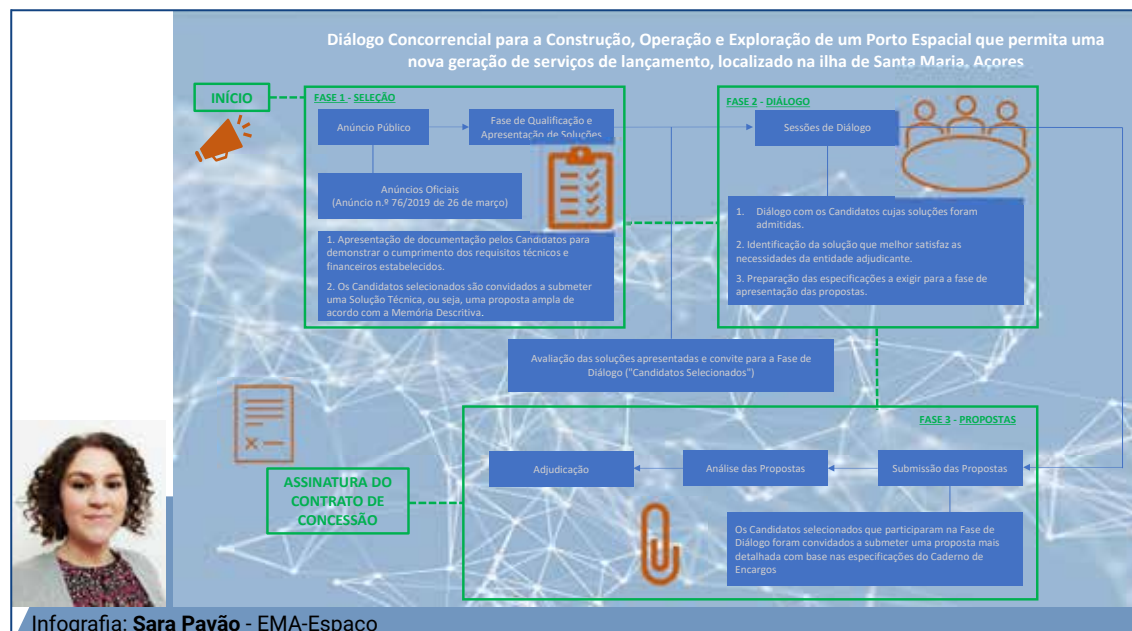 Diálogo Concorrencial para a Construção, Operação e Exploração de um Porto Espacial que permita uma
nova geração de serviços de lançamento, localizado na ilha de Santa Maria, Açores
INÍCIO
FASE 1 - SELEÇÃO
Anúncio Público
Fase de Qualificação e
Apresentação de Soluções
Anúncios Oficiais
(Anúncio n.º 76/2019 de 26 de março)
1. Apresentação de documentação pelos Candidatos para
demonstrar o cumprimento dos requisitos técnicos e
financeiros estabelecidos.
2. Os Candidatos selecionados são convidados a submeter
uma Solução Técnica, ou seja, uma proposta ampla de
acordo com a Memória Descritiva.
FASE 2 - DIÁLOGO
Sessões de Diálogo
1. Diálogo com os Candidatos cujas soluções foram
admitidas.
2. Identificação da solução que melhor satisfaz as
necessidades da entidade adjudicante.
3. Preparação das especificações a exigir para a fase de
apresentação das propostas.
Avaliação das soluções apresentadas e convite para a Fase de
Diálogo ("Candidatos Selecionados")
FASE 3 - PROPOSTAS
Adjudicação
Análise das Propostas
Submissão das Propostas
ASSINATURA DO
CONTRATO DE
CONCESSÃO
Os Candidatos selecionados que participaram na Fase de
Diálogo foram convidados a submeter uma proposta mais
detalhada com base nas especificações do Caderno de
Encargos
Infografia: Sara Pavão - EMA-Espaço